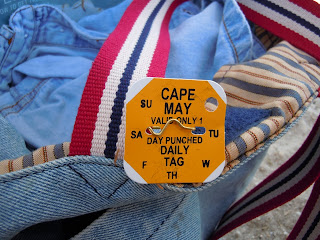 SU
CAPE
MAY
VALID ONLY 1
SA
TU
DAY PUNCHED
F
DAILY
W
TAG
TH